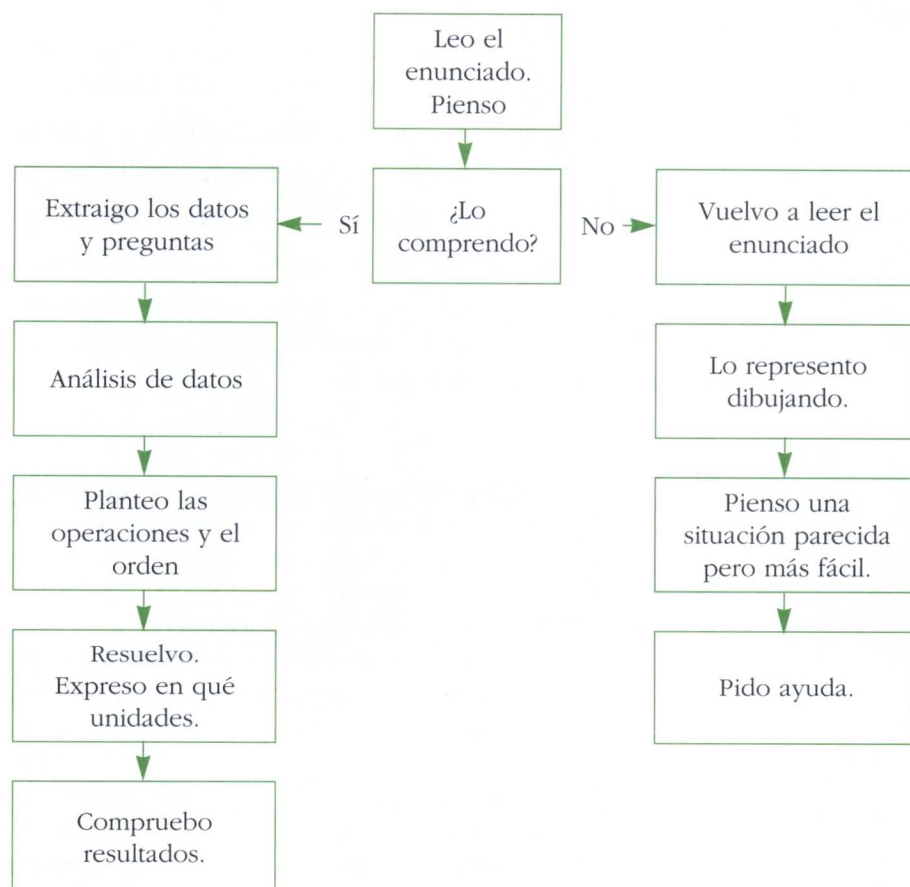 Leo el
enunciado.
Pienso
¿Lo
comprendo?
Sí
Extraigo los datos
y preguntas
Análisis de datos
Planteo las
operaciones y el
orden
Resuelvo.
Expreso en qué
unidades.
Compruebo
resultados.
No
Vuelvo a leer el
enunciado
Lo represento
dibujando.
Pienso una
situación parecida
pero más fácil.
Pido ayuda.